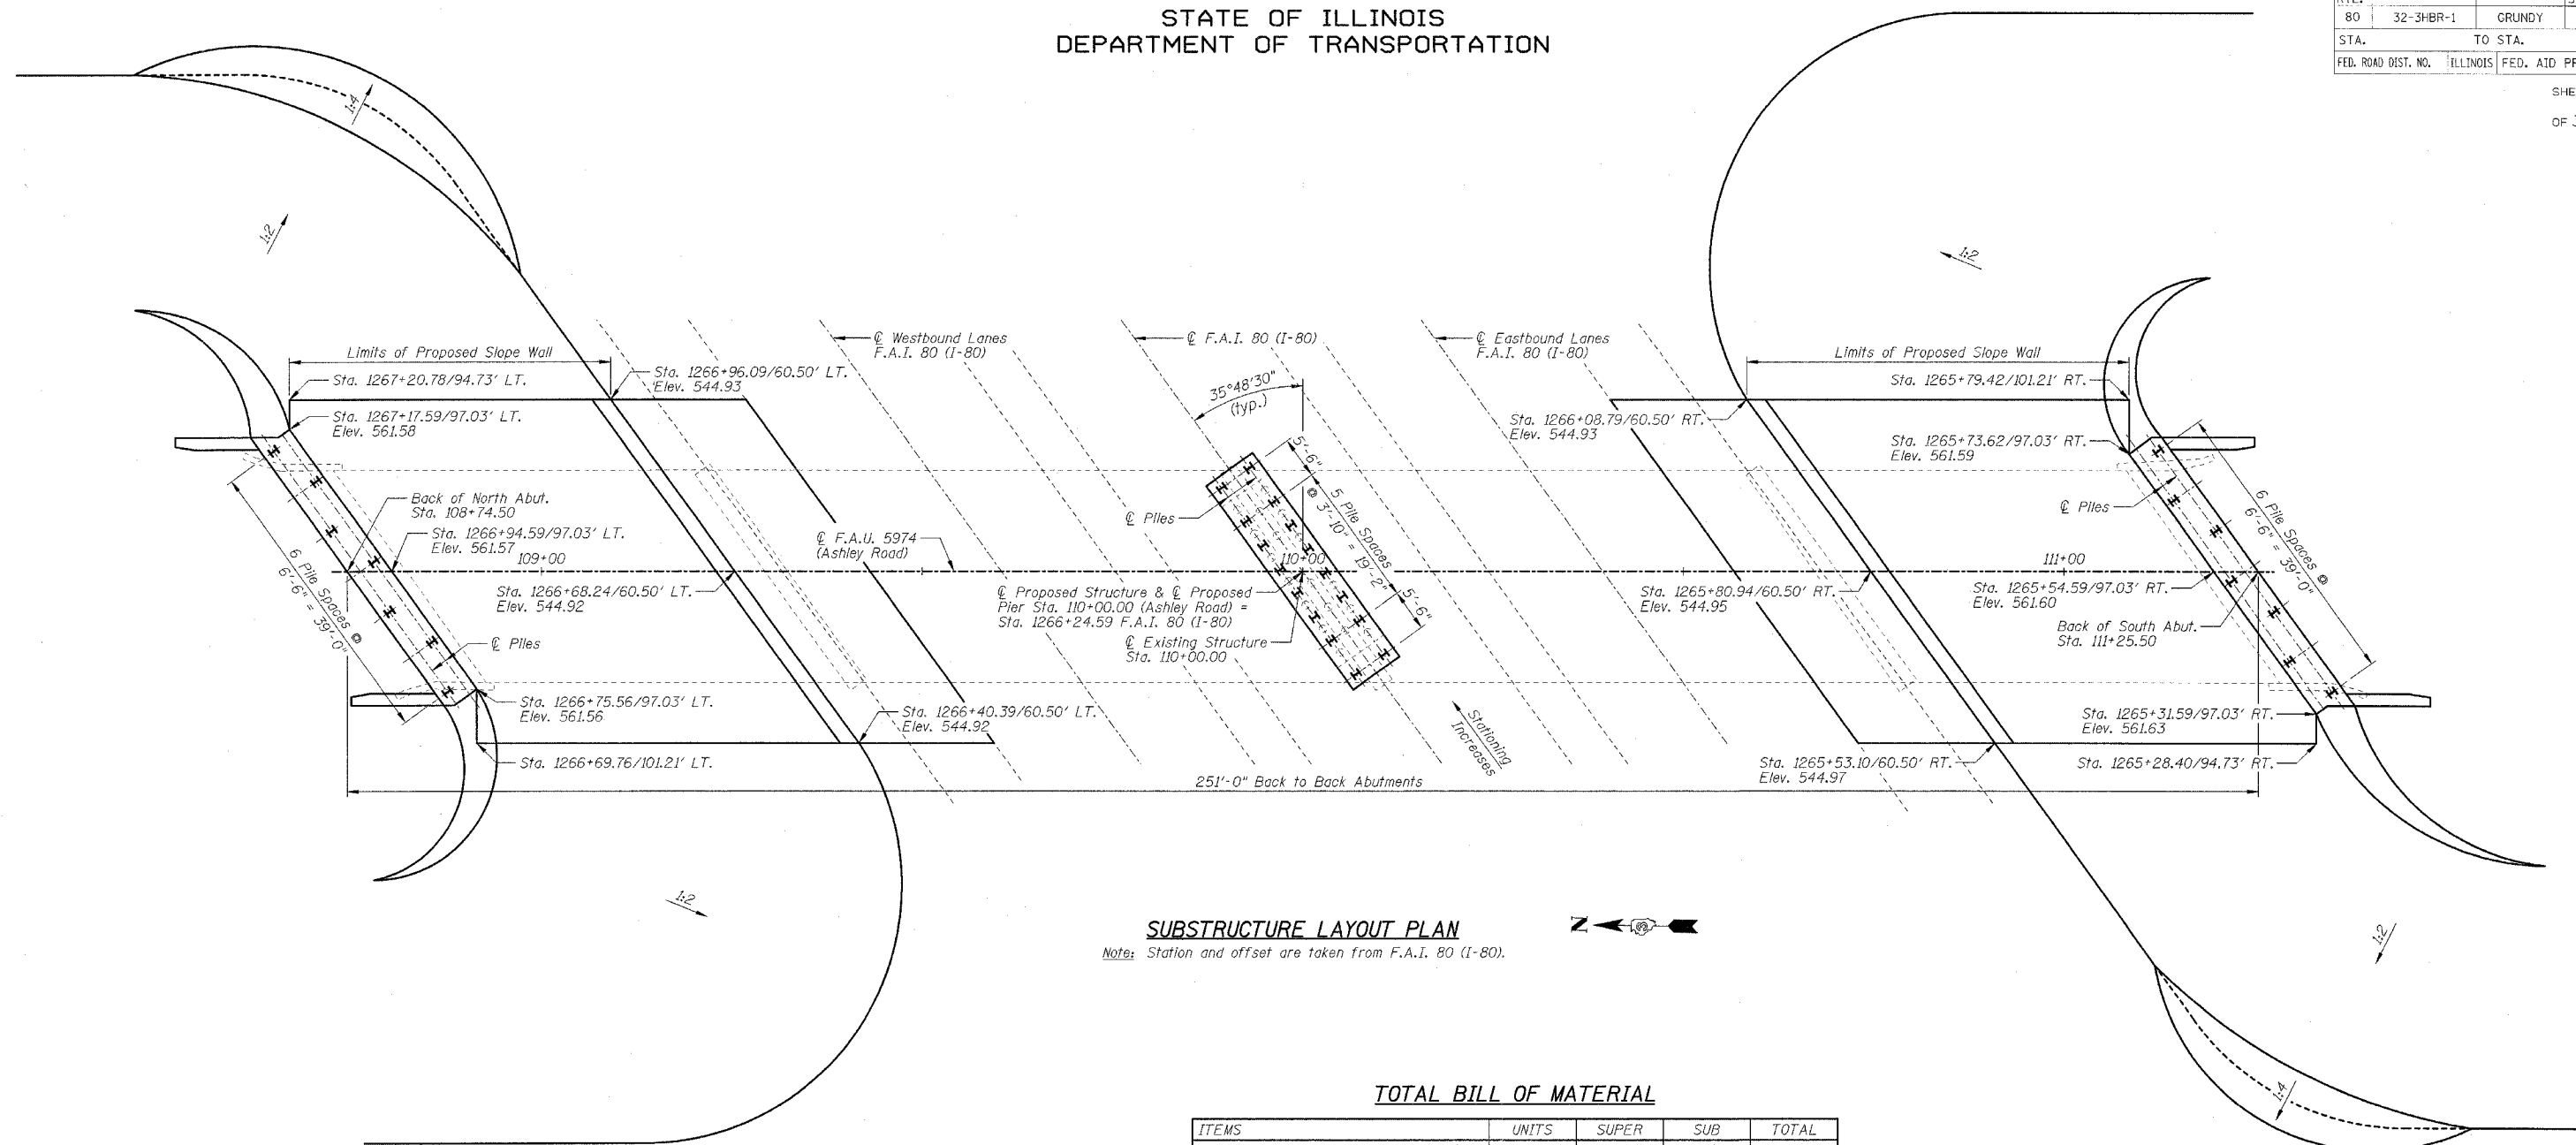 STATE OF ILLINOIS
DEPARTMENT OF TRANSPORTATION
80 32-3HBR-1 GRUNDY
STA. TO STA.
FED. ROAD DIST. NO. ILLINOIS FED. AID
1:4
1:2
1:2
Limits of Proposed Slope Wall
Sta. 1267+20.78/94.73' LT.
Sta. 1267+17.59/97.03' LT.
Elev. 561.58
Sta. 1266+96.09/60.50' LT.
Elev. 544.93
℄ Westbound Lanes
F.A.I. 80 (I-80)
℄ F.A.I. 80 (I-80)
℄ Eastbound Lanes
F.A.I. 80 (I-80)
35°48'30"
(typ.)
Limits of Proposed Slope Wall
Sta. 1265+79.42/101.21' RT.
Sta. 1266+08.79/60.50' RT.
Elev. 544.93
Sta. 1265+73.62/97.03' RT.
Elev. 561.59
Back of North Abut.
Sta. 108+74.50
Sta. 1266+94.59/97.03' LT.
Elev. 561.57
109+00
6 Pile Spaces @
6'-6" = 39'-0"
Sta. 1266+68.24/60.50' LT.
Elev. 544.92
℄ Piles
℄ F.A.U. 5974
(Ashley Road)
℄ Piles
5'-6"
5 Pile Spaces
@ 3'-10" = 19'-2"
5'-6"
110+00
℄ Proposed Structure & ℄ Proposed
Pier Sta. 110+00.00 (Ashley Road) =
Sta. 1266+24.59 F.A.I. 80 (I-80)
℄ Existing Structure
Sta. 110+00.00
℄ Piles
6 Pile Spaces @
6'-6" = 39'-0"
111+00
Sta. 1265+80.94/60.50' RT.
Elev. 544.95
Sta. 1265+54.59/97.03' RT.
Elev. 561.60
Back of South Abut.
Sta. 111+25.50
Sta. 1266+75.56/97.03' LT.
Elev. 561.56
Sta. 1266+40.39/60.50' LT.
Elev. 544.92
Sta. 1266+69.76/101.21' LT.
Stationing
Increases
Sta. 1265+31.59/97.03' RT.
Elev. 561.63
Sta. 1265+53.10/60.50' RT.
Elev. 544.97
Sta. 1265+28.40/94.73' RT.
251'-0" Back to Back Abutments
1:2
1:2
1:4
SUBSTRUCTURE LAYOUT PLAN
N
Note: Station and offset are taken from F.A.I. 80 (I-80).
TOTAL BILL OF MATERIAL
ITEMS UNITS SUPER SUB TOTAL